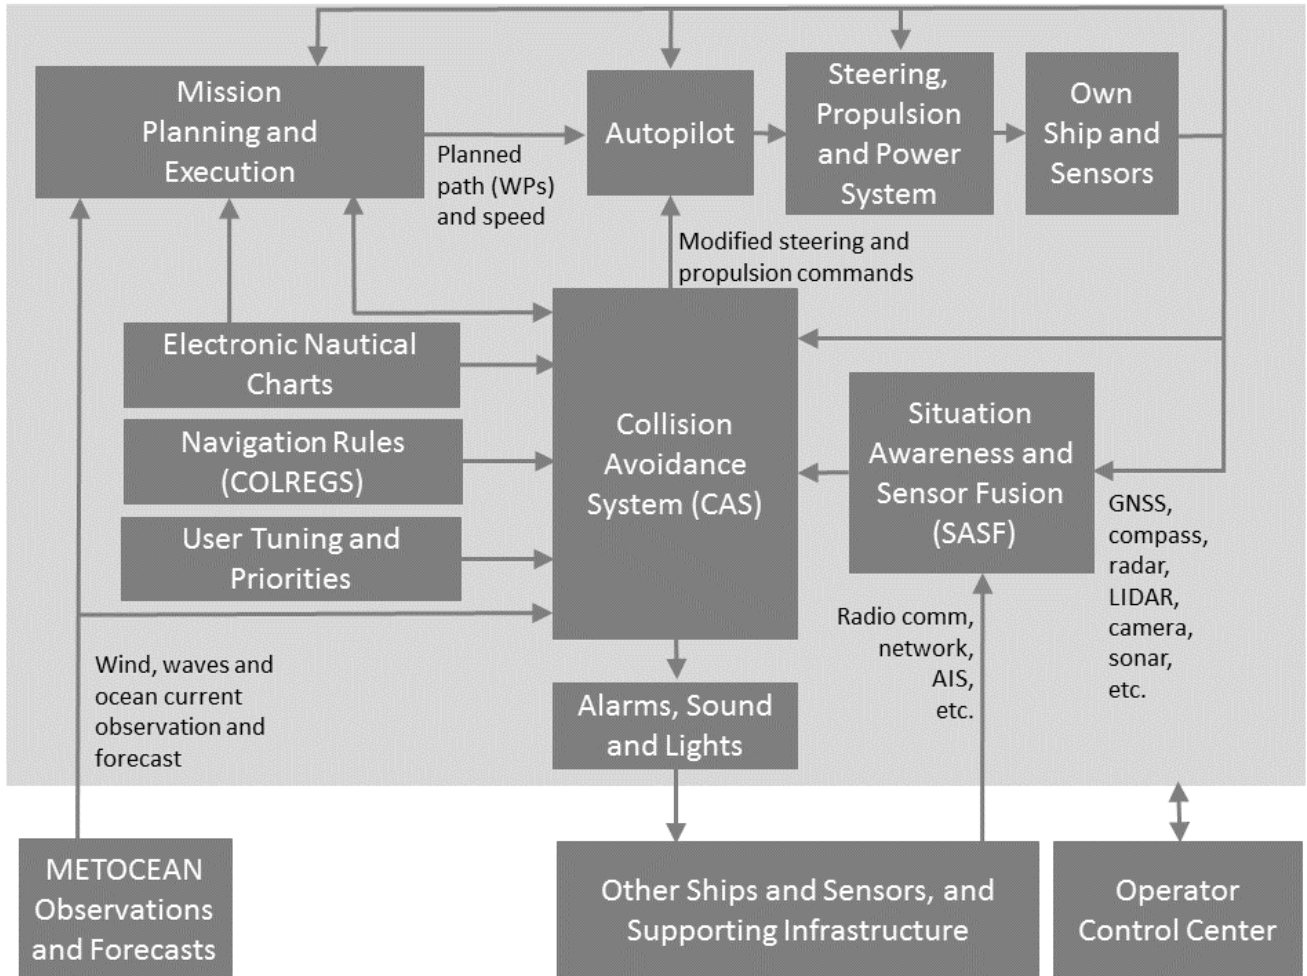 Mission
Planning and
Execution
Planned
path (WPs)
and speed
Autopilot
Steering,
Propulsion
and Power
System
Own
Ship and
Sensors
Modified steering and
propulsion commands
Electronic Nautical
Charts
Navigation Rules
(COLREGS)
User Tuning and
Priorities
Collision
Avoidance
System (CAS)
Situation
Awareness and
Sensor Fusion
(SASF)
GNSS,
compass,
radar,
LIDAR,
camera,
sonar,
etc.
Radio comm,
network,
AIS,
etc.
Wind, waves and
ocean current
observation and
forecast
Alarms, Sound
and Lights
METOCEAN
Observations
and Forecasts
Other Ships and Sensors, and
Supporting Infrastructure
Operator
Control Center